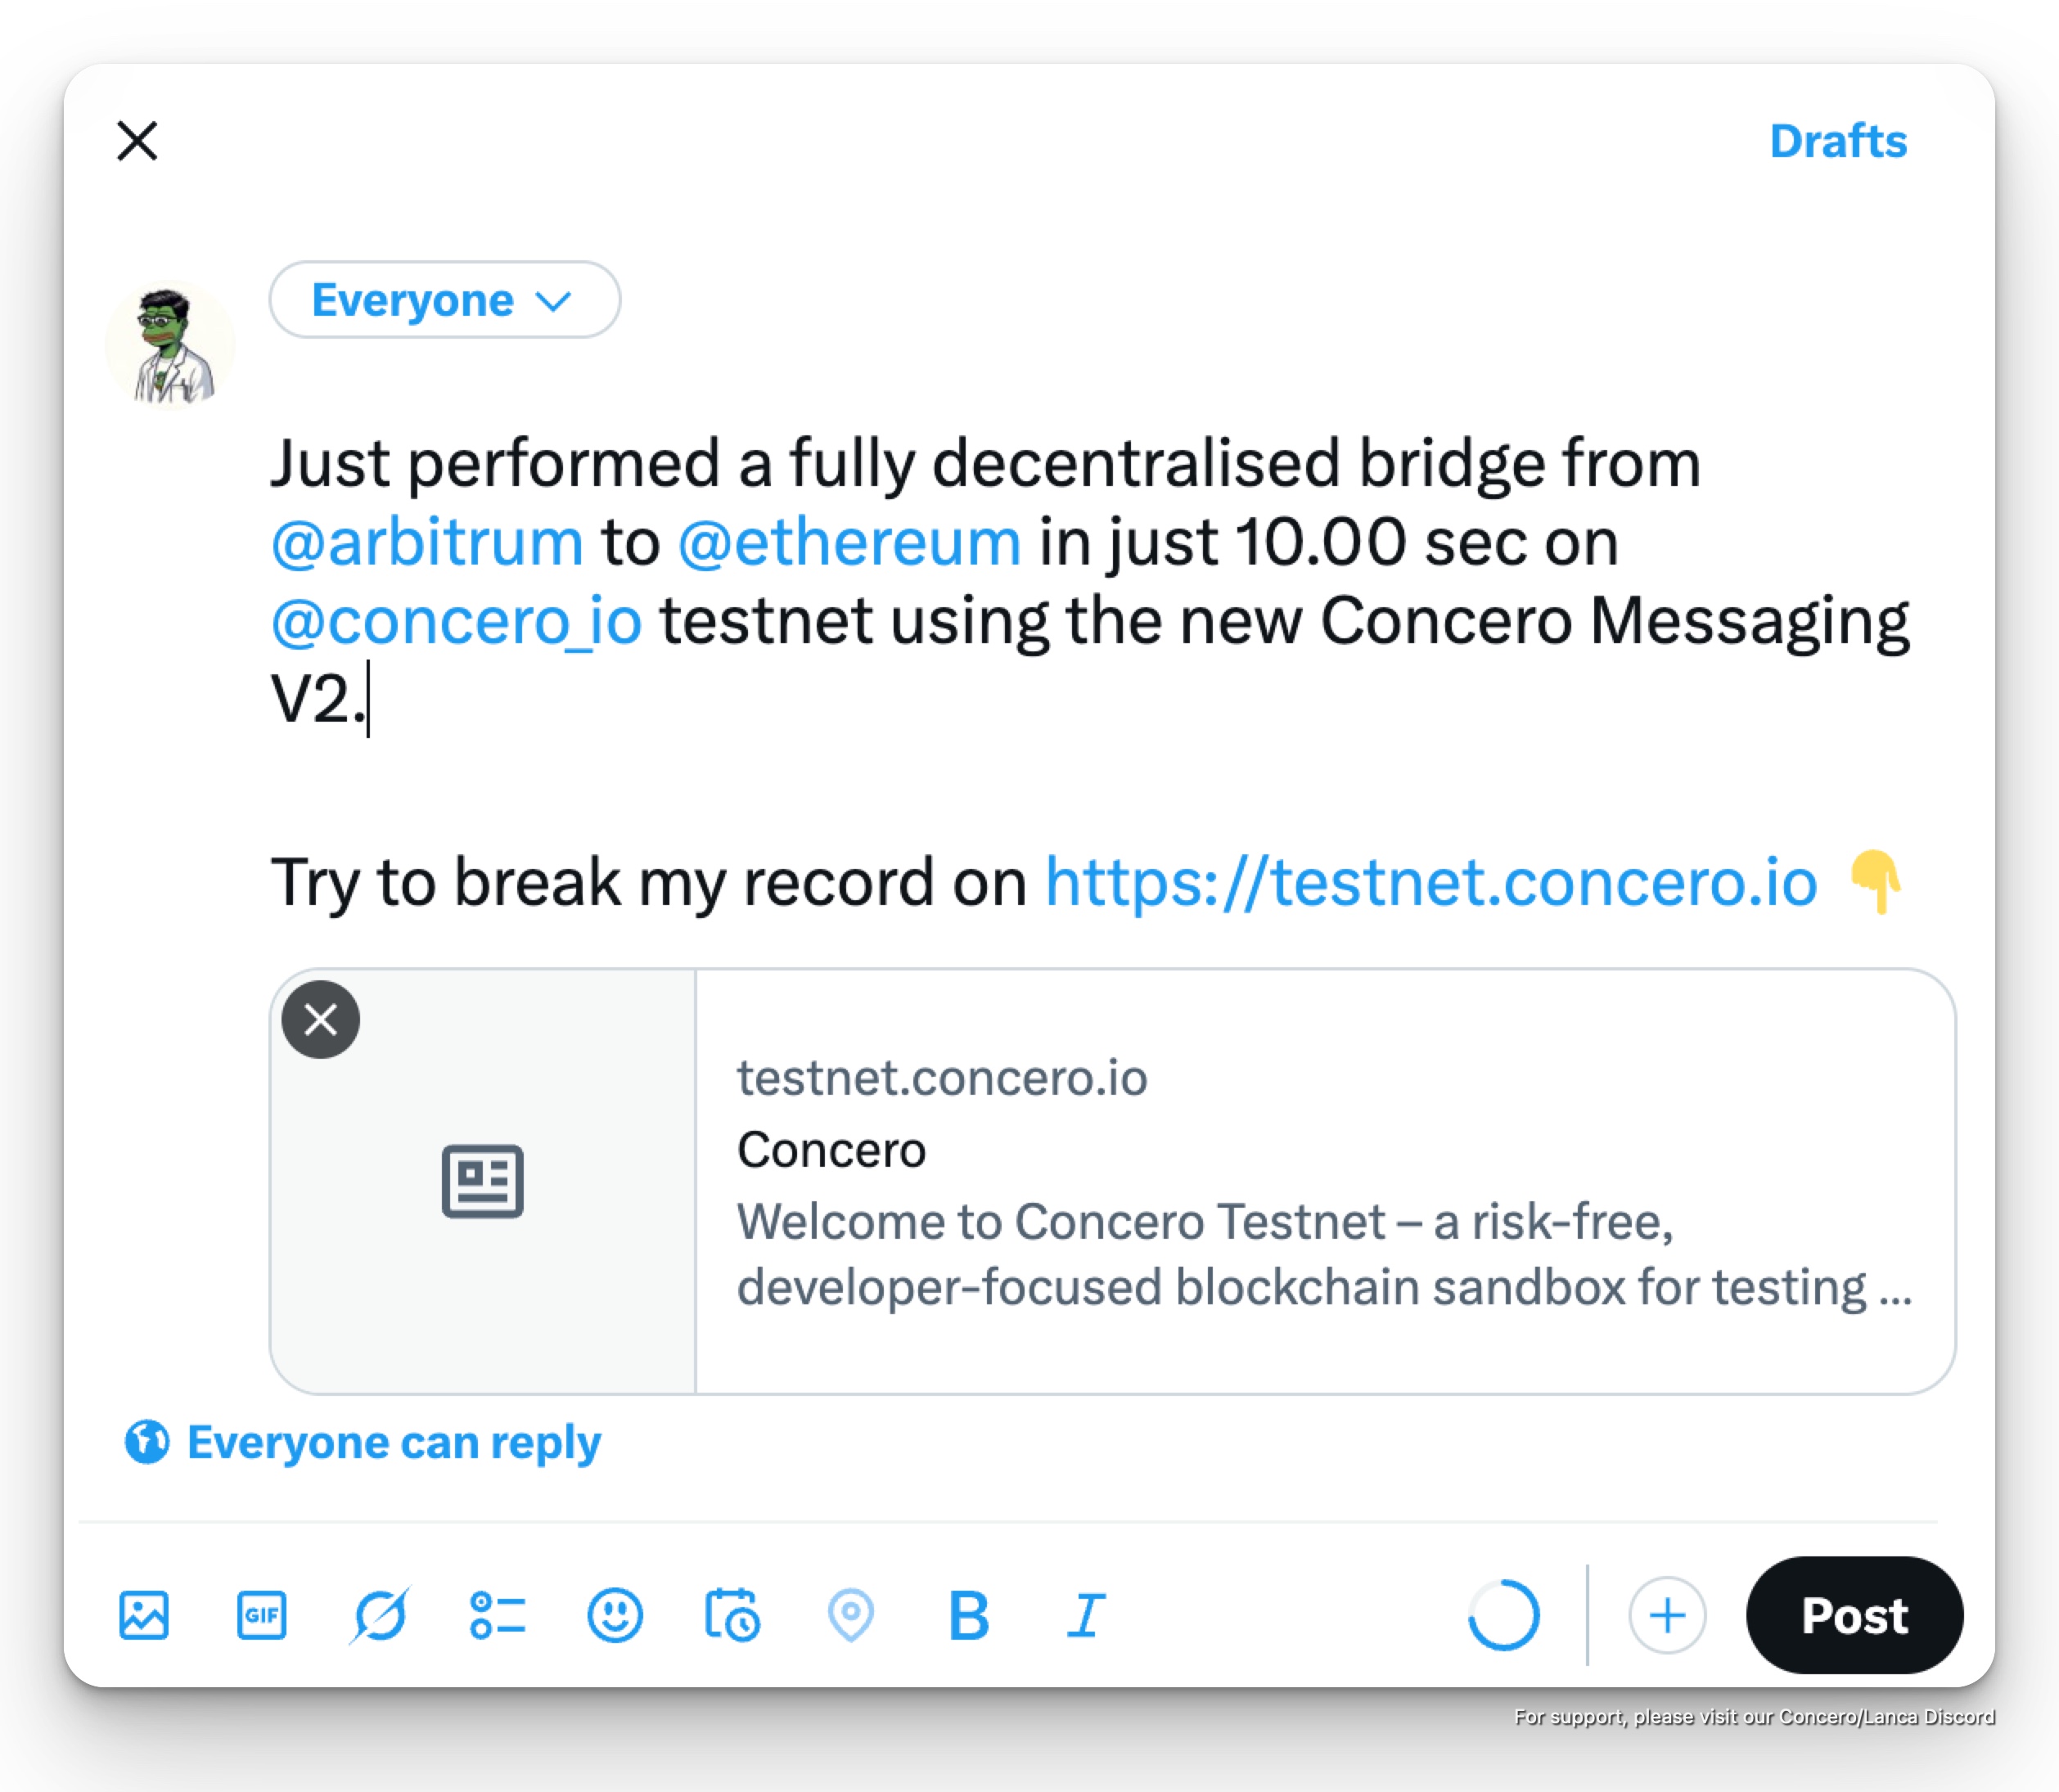 Drafts
Everyone
Just performed a fully decentralised bridge from
@arbitrum to @ethereum in just 10.00 sec on
@concero_io testnet using the new Concero Messaging
V2.
Try to break my record on https://testnet.concero.io 👇
testnet.concero.io
Concero
Welcome to Concero Testnet – a risk-free,
developer-focused blockchain sandbox for testing ...
Everyone can reply
GIF
B I
Post
For support, please visit our Concero/Lanca Discord